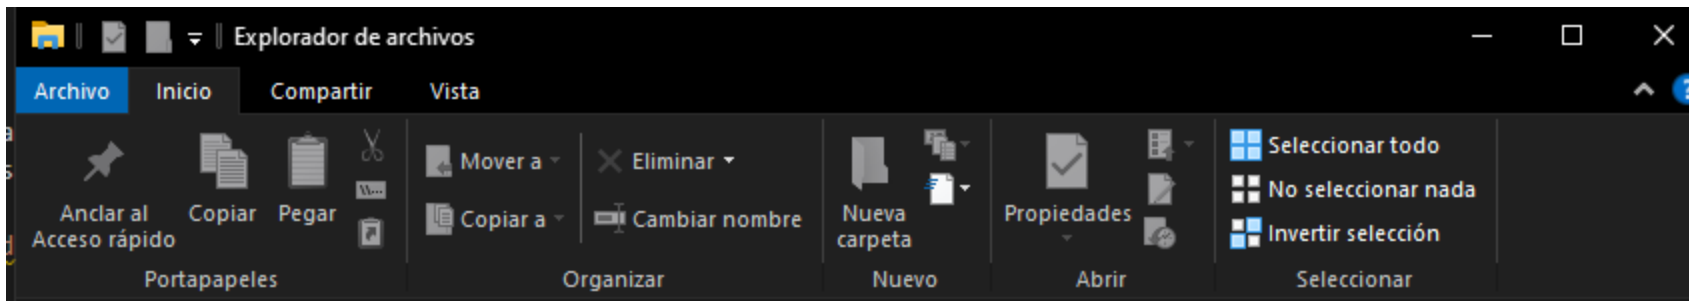 Explorador de archivos
Archivo Inicio Compartir Vista
Anclar al
Acceso rápido
Copiar
Pegar
Portapapeles
Mover a
Copiar a
Eliminar
Cambiar nombre
Organizar
Nueva
carpeta
Nuevo
Propiedades
Abrir
Seleccionar todo
No seleccionar nada
Invertir selección
Seleccionar